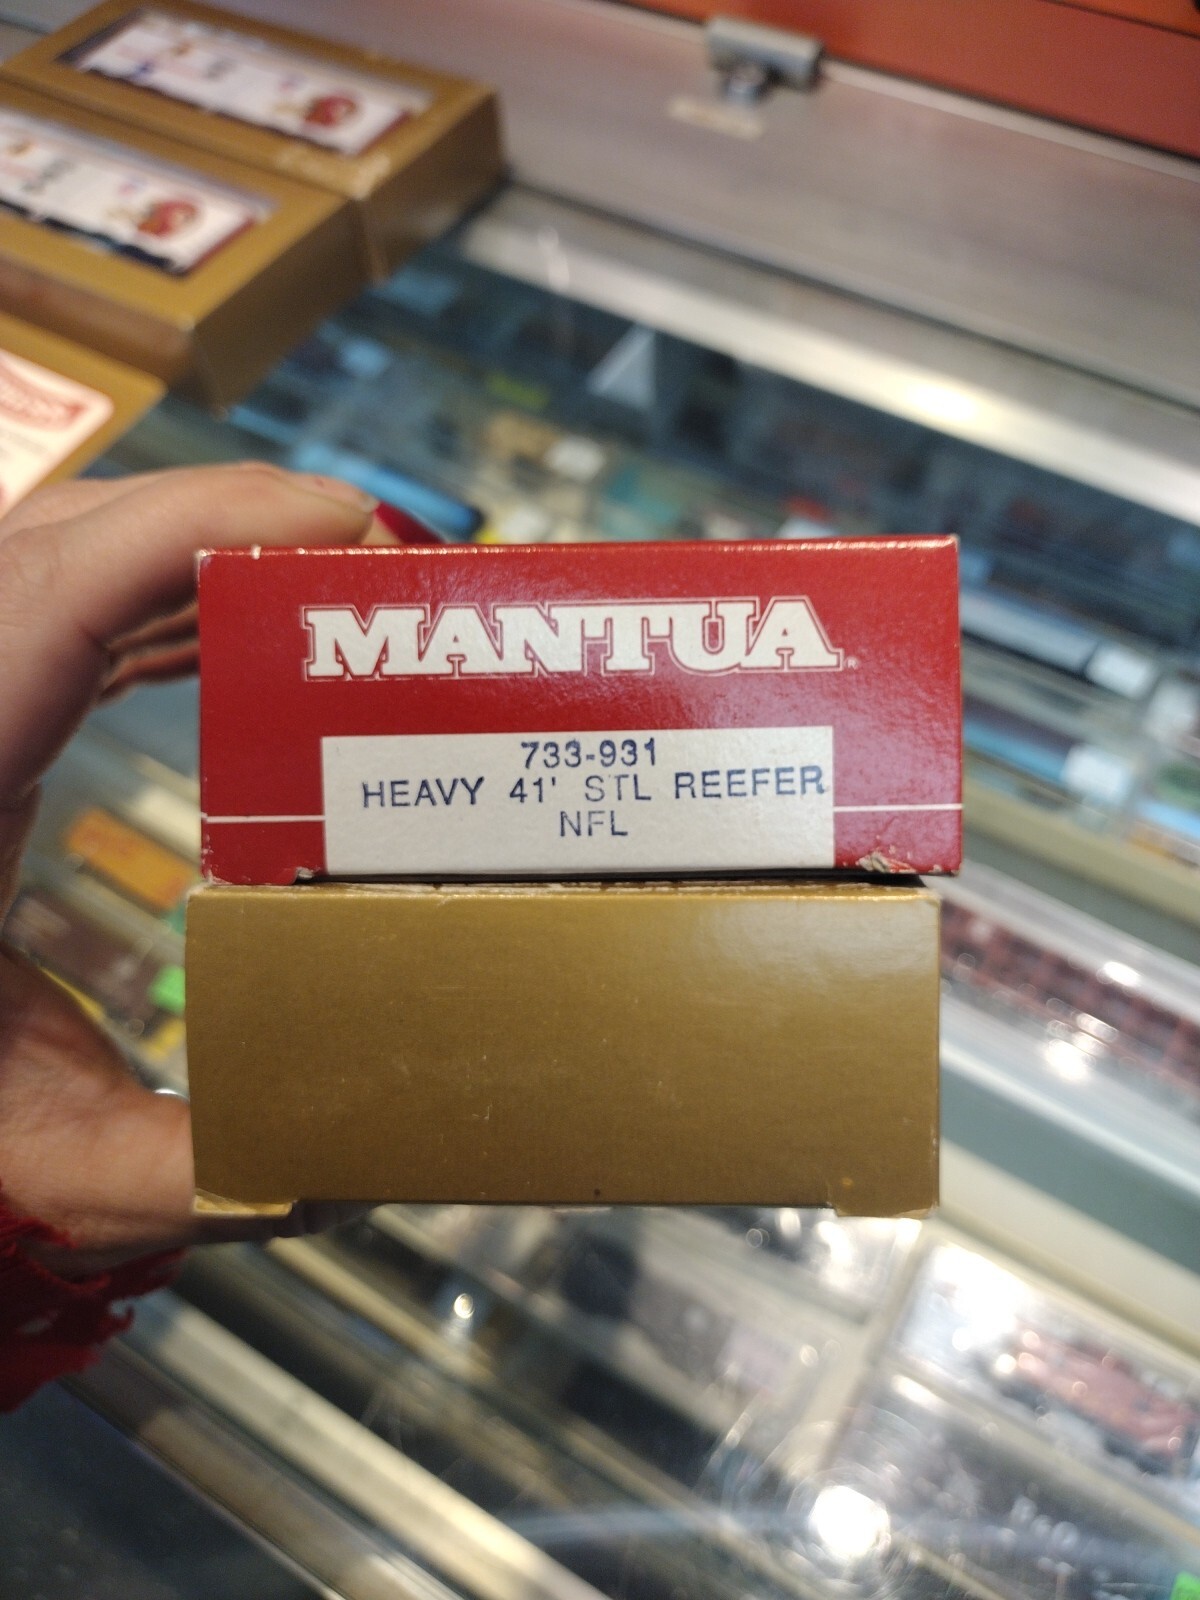 MANTUA®
733-931
HEAVY 41' STL REEFER
NFL